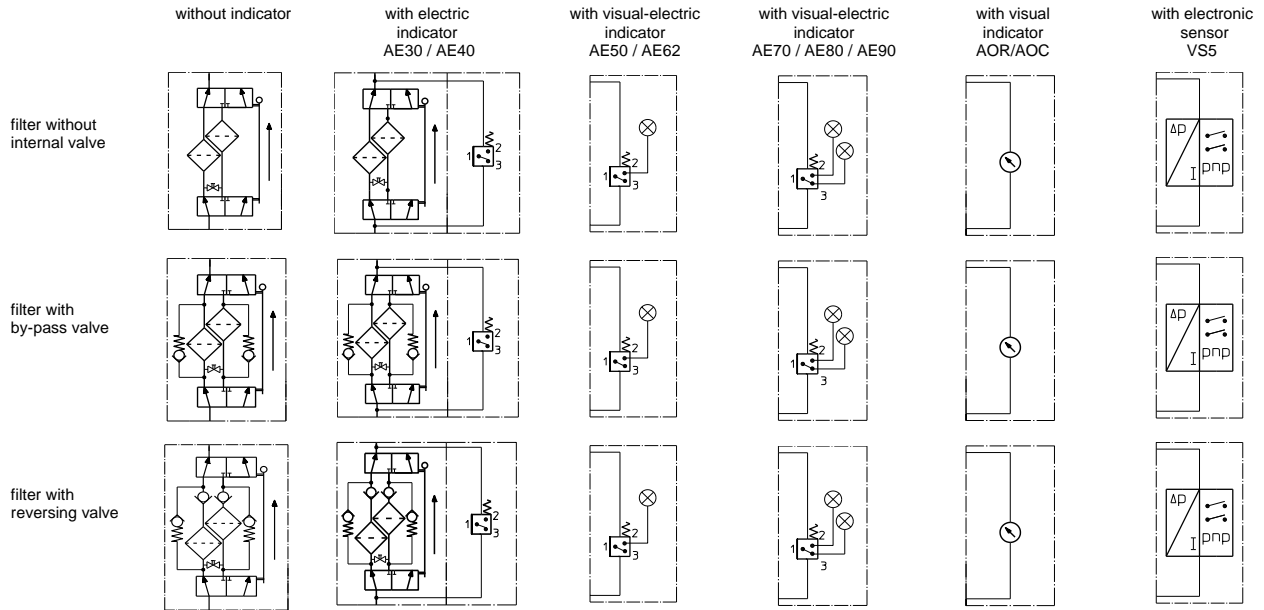 without indicator
with electric
indicator
AE30 / AE40
with visual-electric
indicator
AE50 / AE62
with visual-electric
indicator
AE70 / AE80 / AE90
with visual
indicator
AOR/AOC
with electronic
sensor
VS5
filter without
internal valve
1 2 3
1 2 3
1 2 3
Δp
I pnp
filter with
by-pass valve
1 2 3
1 2 3
1 2 3
Δp
I pnp
filter with
reversing valve
1 2 3
1 2 3
1 2 3
Δp
I pnp